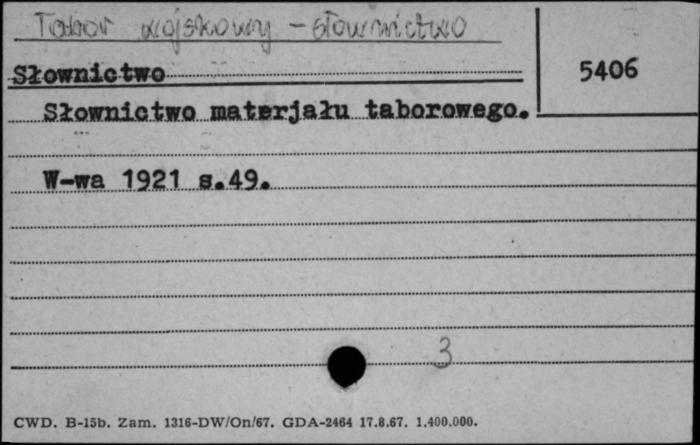 Tabor wojskowy - słownictwo
Słownictwo
5406
Słownictwo materjału taborowego.
W-wa 1921 s.49.
3
CWD. B-15b. Zam. 1316-DW/On/67. GDA-2464 17.8.67. 1.400.000.